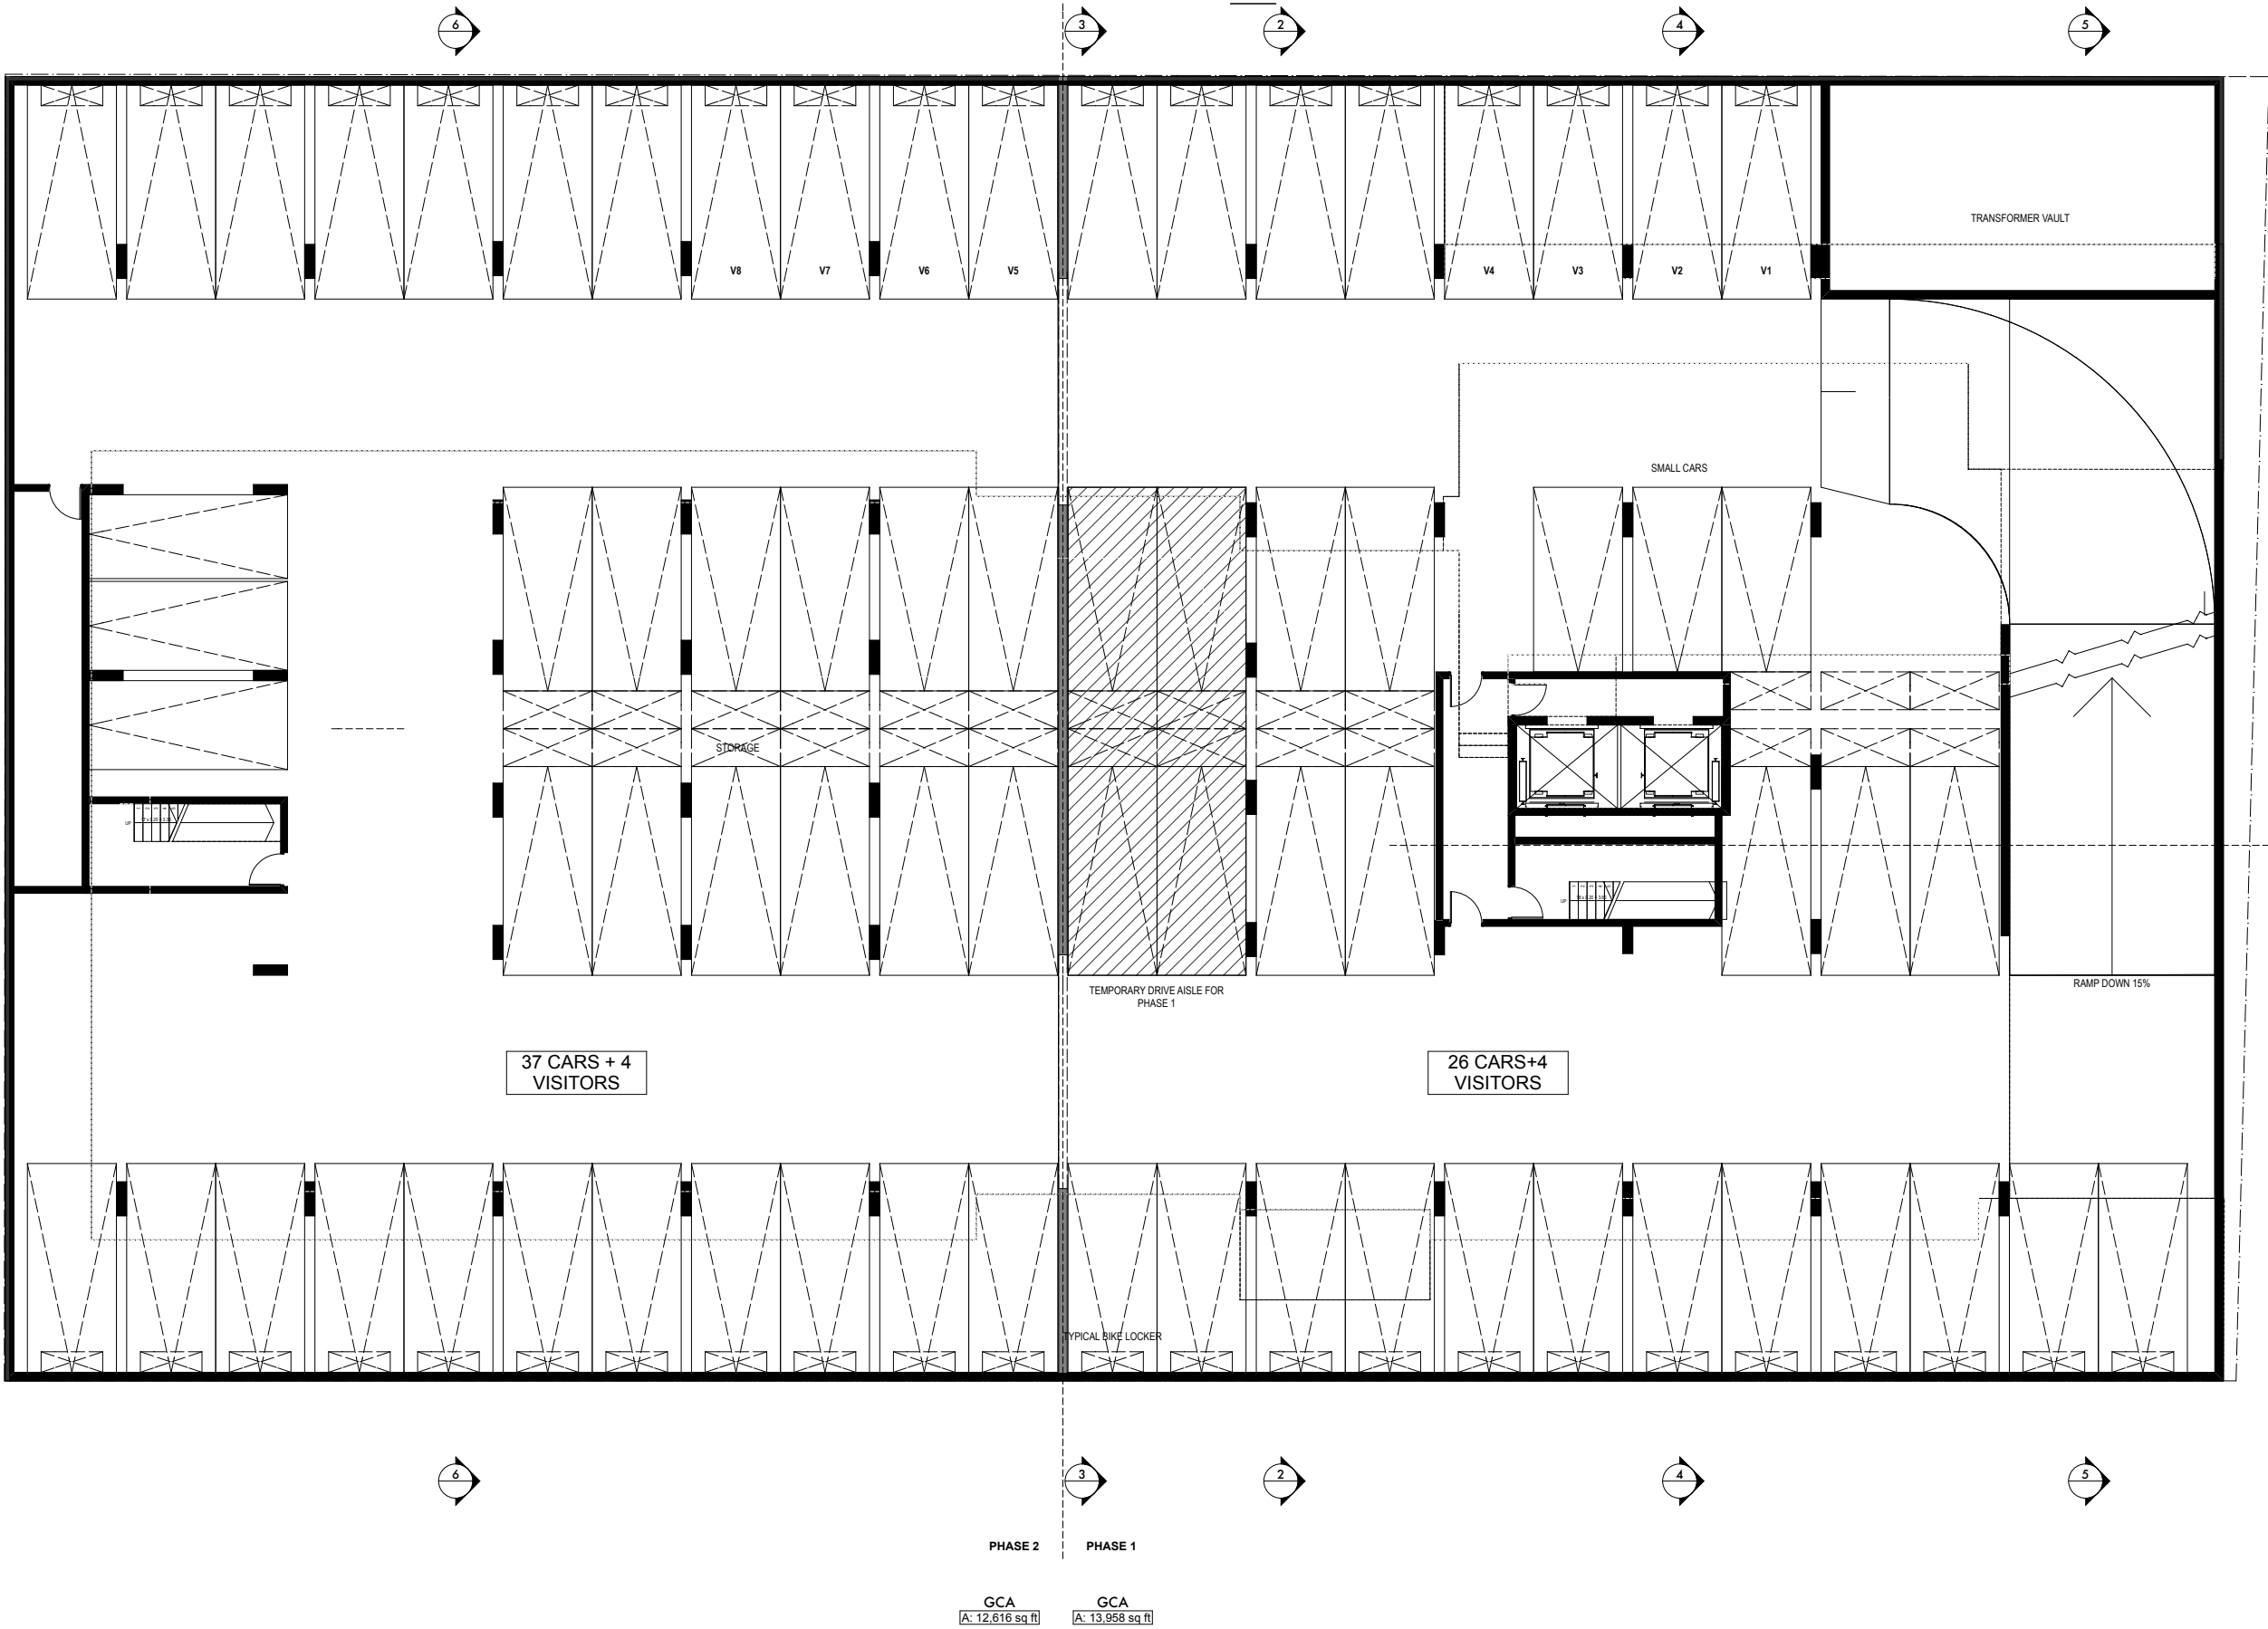 6 3 2 4 5
TRANSFORMER VAULT
V8 V7 V6 V5 V4 V3 V2 V1
SMALL CARS
STORAGE
UP
UP
RAMP DOWN 15%
TEMPORARY DRIVE AISLE FOR
PHASE 1
37 CARS + 4
VISITORS
26 CARS+4
VISITORS
TYPICAL BIKE LOCKER
6 3 2 4 5
PHASE 2 PHASE 1
GCA GCA
A: 12,616 sq ft A: 13,958 sq ft